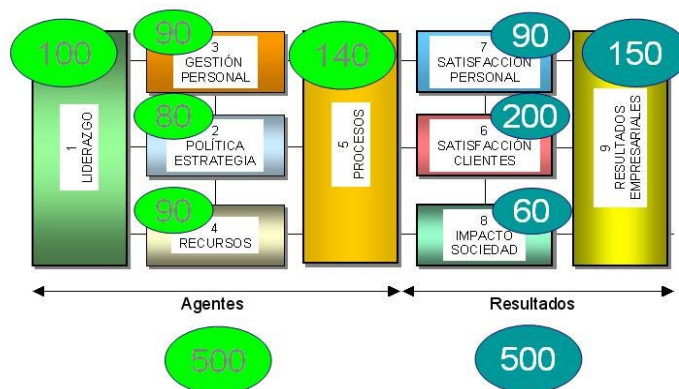 100
1
LIDERAZGO
90
3
GESTIÓN
PERSONAL
80
2
POLÍTICA
ESTRATEGIA
90
4
RECURSOS
140
5
PROCESOS
90
7
SATISFACCIÓN
PERSONAL
200
6
SATISFACCIÓN
CLIENTES
60
8
IMPACTO
SOCIEDAD
150
9
RESULTADOS
EMPRESARIALES
Agentes
Resultados
500
500